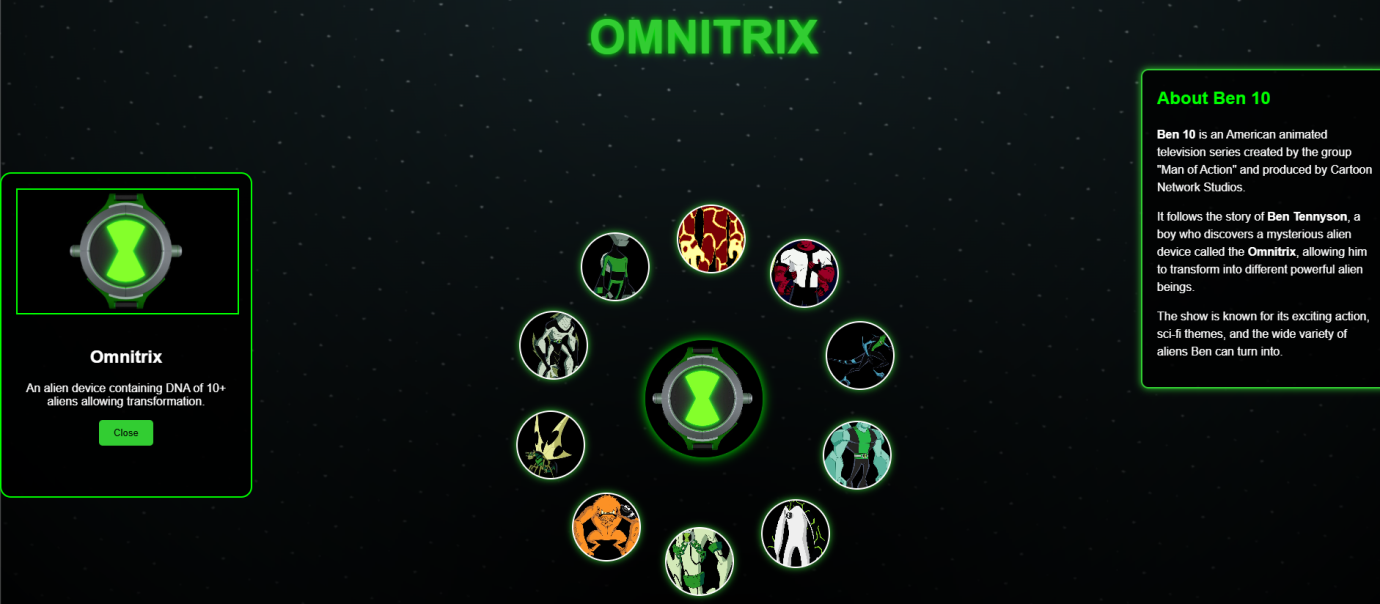 OMNITRIX
Omnitrix
An alien device containing DNA of 10+
aliens allowing transformation.
Close
About Ben 10
Ben 10 is an American animated
television series created by the group
"Man of Action" and produced by Cartoon
Network Studios.
It follows the story of Ben Tennyson, a
boy who discovers a mysterious alien
device called the Omnitrix, allowing him
to transform into different powerful alien
beings.
The show is known for its exciting action,
sci-fi themes, and the wide variety of
aliens Ben can turn into.